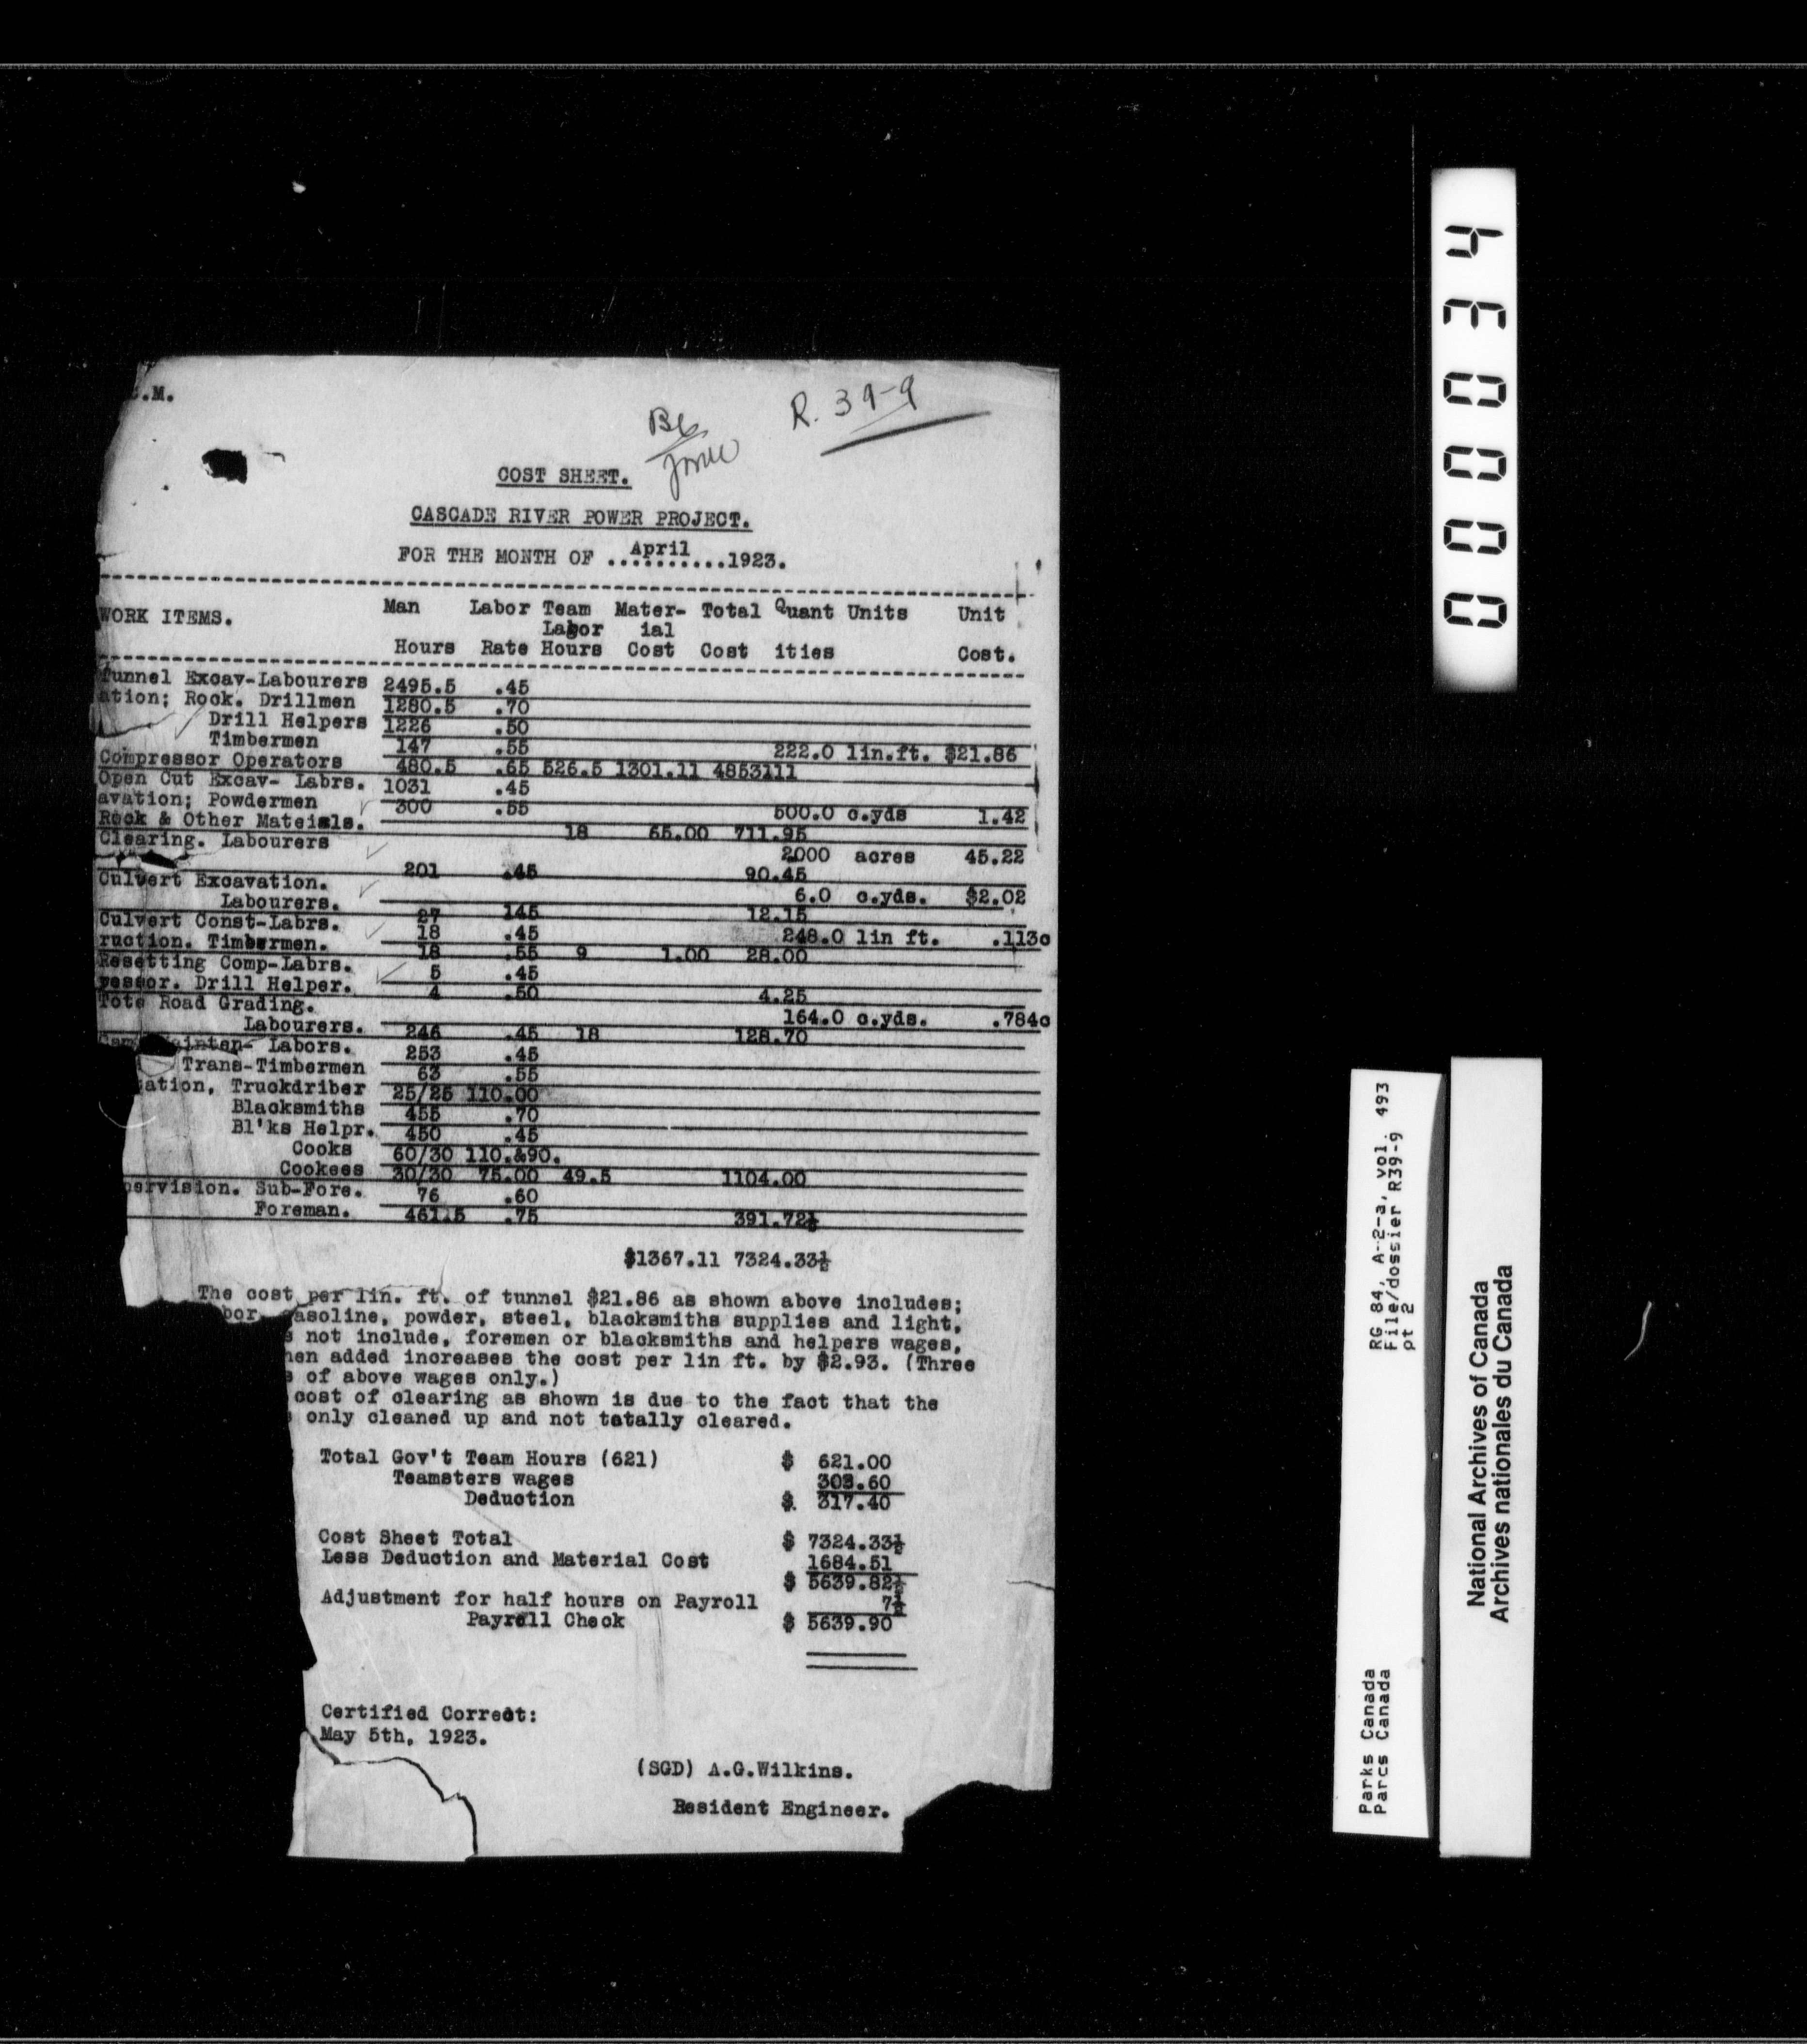 .M.
R. 39-9
COST SHEET.
CASCADE RIVER POWER PROJECT.
FOR THE MONTH OF ..April..1923.
WORK ITEMS. Man Hours Labor Rate Team Labor Hours Mater-ial Cost Total Cost Quantities Units Unit Cost.
Tunnel Excav-Labourers 2495.5 .45
ation; Rock. Drillmen 1280.5 .70
Drill Helpers 1226 .50
Timbermen 147 .55 222.0 lin.ft. $21.86
Compressor Operators 480.5 .65 526.5 1301.11 4853111
Open Cut Excav- Labrs. 1031 .45
avation; Powdermen 300 .55 500.0 c.yds 1.42
Rock & Other Mateials. 18 65.00 711.95
Clearing. Labourers 2000 acres 45.22
201 .45 90.45
Culvert Excavation. 6.0 c.yds. $2.02
Labourers. 27 145 12.15
Culvert Const-Labrs. 18 .45 248.0 lin ft. .113c
ruction. Timbermen. 18 .55 9 1.00 28.00
Resetting Comp-Labrs. 5 .45
ressor. Drill Helper. 4 .50 4.25
Tote Road Grading. 164.0 c.yds. .784c
Labourers. 246 .45 18 128.70
Camp Mainten- Labors. 253 .45
Trans-Timbermen 63 .55
ation, Truckdriber 25/25 110.00
Blacksmiths 455 .70
Bl'ks Helpr. 450 .45
Cooks 60/30 110.&90.
Cookees 30/30 75.00 49.5 1104.00
pervision. Sub-Fore. 76 .60
Foreman. 461.5 .75 391.72½
$1367.11 7324.33½
The cost per lin. ft. of tunnel $21.86 as shown above includes;
bor, gasoline, powder, steel, blacksmiths supplies and light,
s not include, foremen or blacksmiths and helpers wages,
hen added increases the cost per lin ft. by $2.93. (Three
s of above wages only.)
cost of clearing as shown is due to the fact that the
s only cleaned up and not totally cleared.
Total Gov't Team Hours (621) $ 621.00
Teamsters wages 303.60
Deduction $. 317.40
Cost Sheet Total $ 7324.33½
Less Deduction and Material Cost 1684.51
$ 5639.82½
Adjustment for half hours on Payroll 7½
Payroll Check $ 5639.90
Certified Correct:
May 5th, 1923.
(SGD) A.G.Wilkins.
Resident Engineer.
000034
Parks Canada RG 84, A-2-a, vol. 493
Parcs Canada File/dossier R39-9
pt 2
National Archives of Canada
Archives nationales du Canada